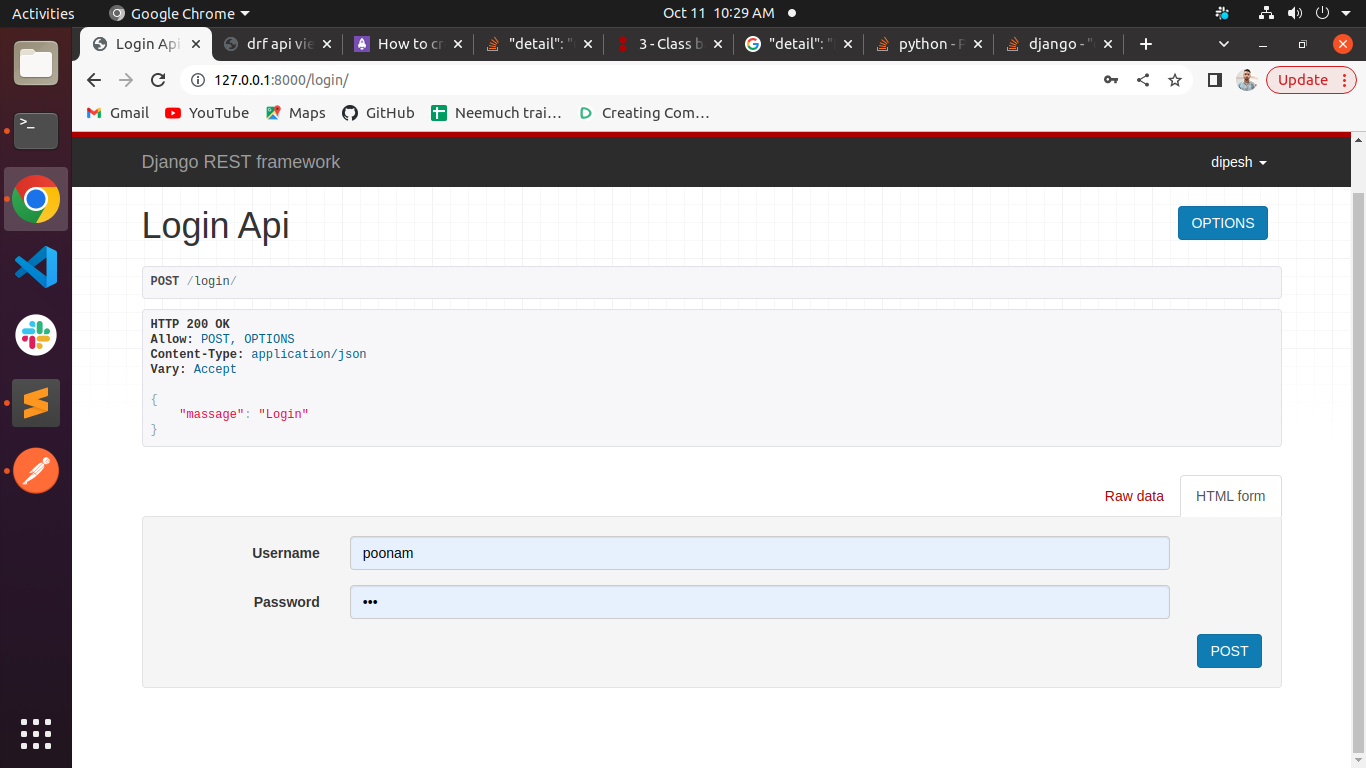 Activities
Google Chrome
Oct 11 10:29 AM
Login Api
drf api vie
How to cr
"detail": "
3 - Class b
"detail": "
python - F
django - "
127.0.0.1:8000/login/
Update
Gmail
YouTube
Maps
GitHub
Neemuch trai…
Creating Com…
Django REST framework
dipesh
Login Api
OPTIONS
POST /login/
HTTP 200 OK
Allow: POST, OPTIONS
Content-Type: application/json
Vary: Accept
{
"massage": "Login"
}
Raw data
HTML form
Username
poonam
Password
•••
POST